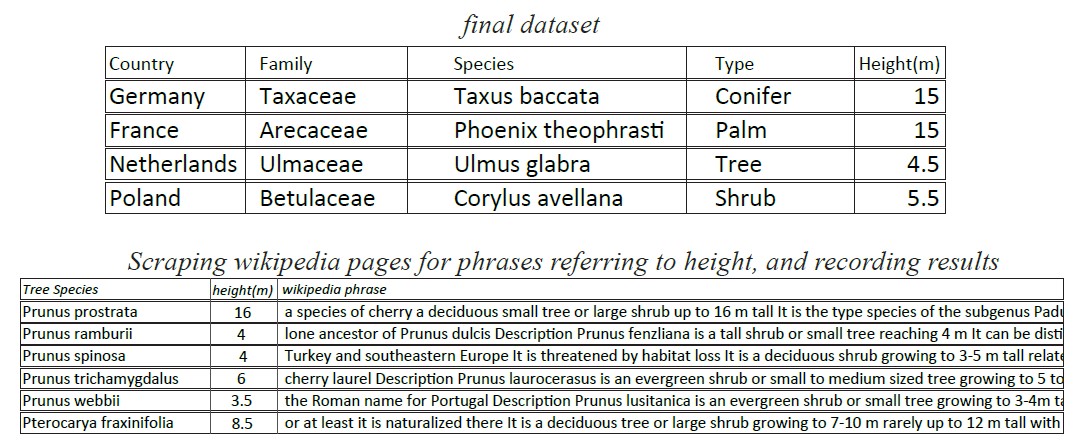 final dataset
Country Family Species Type Height(m)
Germany Taxaceae Taxus baccata Conifer 15
France Arecaceae Phoenix theophrasti Palm 15
Netherlands Ulmaceae Ulmus glabra Tree 4.5
Poland Betulaceae Corylus avellana Shrub 5.5
Scraping wikipedia pages for phrases referring to height, and recording results
Tree Species height(m) wikipedia phrase
Prunus prostrata 16 a species of cherry a deciduous small tree or large shrub up to 16 m tall It is the type species of the subgenus Padu
Prunus ramburii 4 lone ancestor of Prunus dulcis Description Prunus fenzliana is a tall shrub or small tree reaching 4 m It can be disti
Prunus spinosa 4 Turkey and southeastern Europe It is threatened by habitat loss It is a deciduous shrub growing to 3-5 m tall relate
Prunus trichamygdalus 6 cherry laurel Description Prunus laurocerasus is an evergreen shrub or small to medium sized tree growing to 5 to
Prunus webbii 3.5 the Roman name for Portugal Description Prunus lusitanica is an evergreen shrub or small tree growing to 3-4m ta
Pterocarya fraxinifolia 8.5 or at least it is naturalized there It is a deciduous tree or large shrub growing to 7-10 m rarely up to 12 m tall with